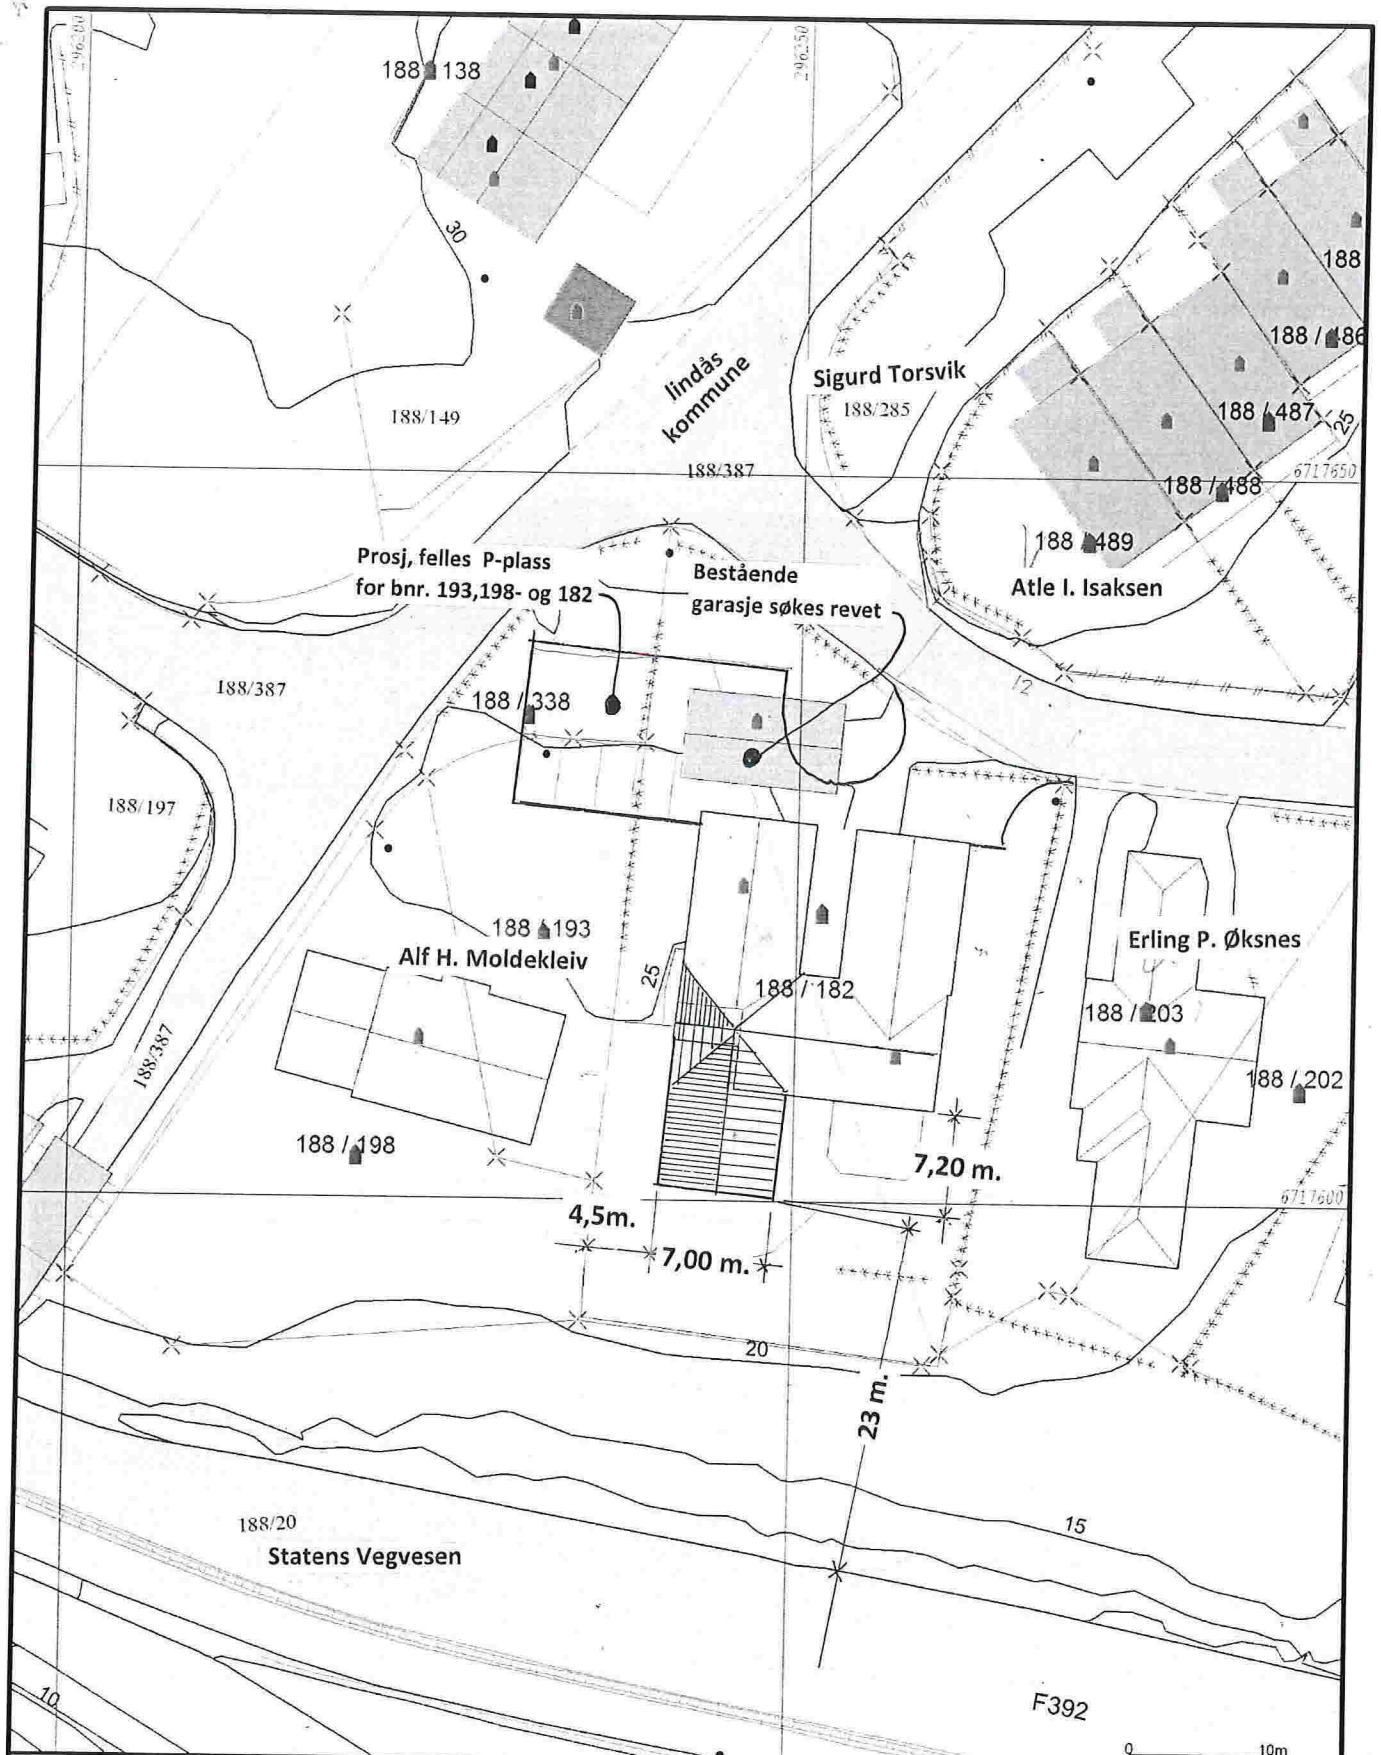 296200
296250
188 138
30
188
188 / 486
lindås
kommune
Sigurd Torsvik
188/285
188/149
188 / 487
25
188/387
6717650
188 / 488
188 489
Prosj, felles P-plass
for bnr. 193,198- og 182
Bestående
garasje søkes revet
Atle I. Isaksen
188/387
188 / 338
12
188/197
188 193
Alf H. Moldekleiv
Erling P. Øksnes
25
188 / 182
188 / 203
188/387
188 / 202
188 / 198
7,20 m.
6717600
4,5m.
7,00 m.
20
23 m.
188/20
Statens Vegvesen
15
10
F392
0 10m